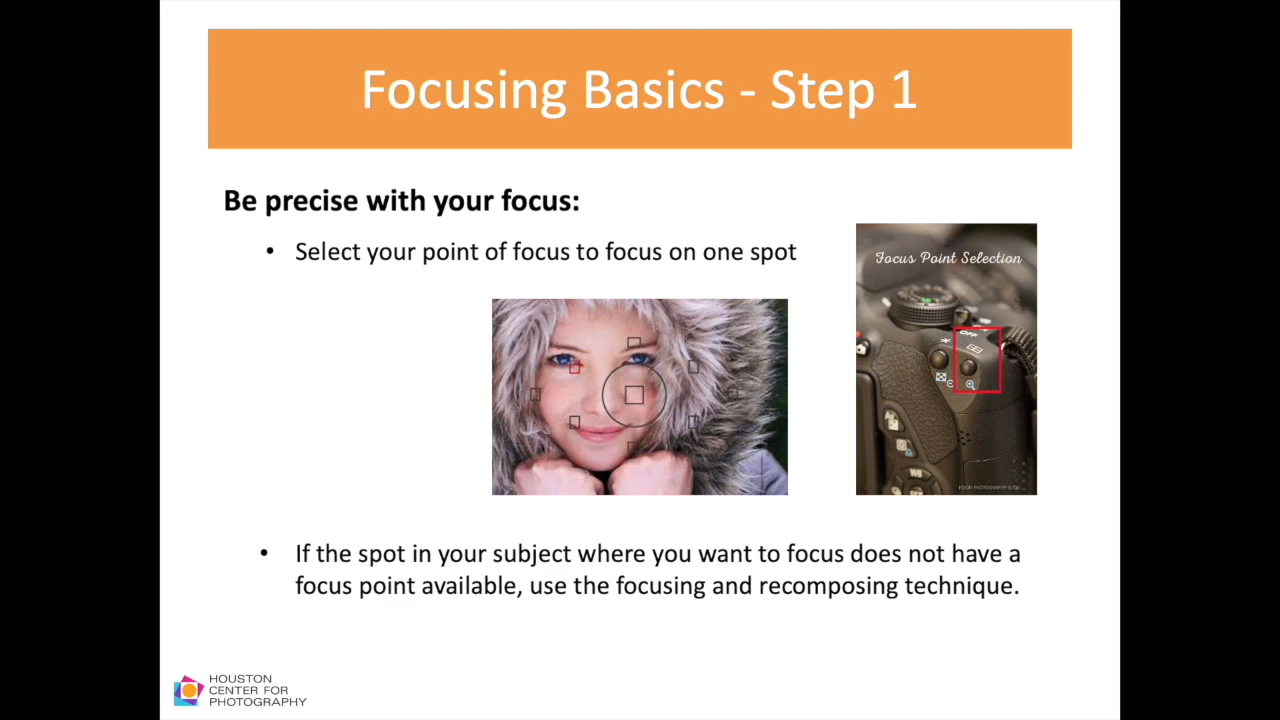 Focusing Basics - Step 1
Be precise with your focus:
• Select your point of focus to focus on one spot
Focus Point Selection
OFF
WB
• If the spot in your subject where you want to focus does not have a
focus point available, use the focusing and recomposing technique.
HOUSTON
CENTER FOR
PHOTOGRAPHY